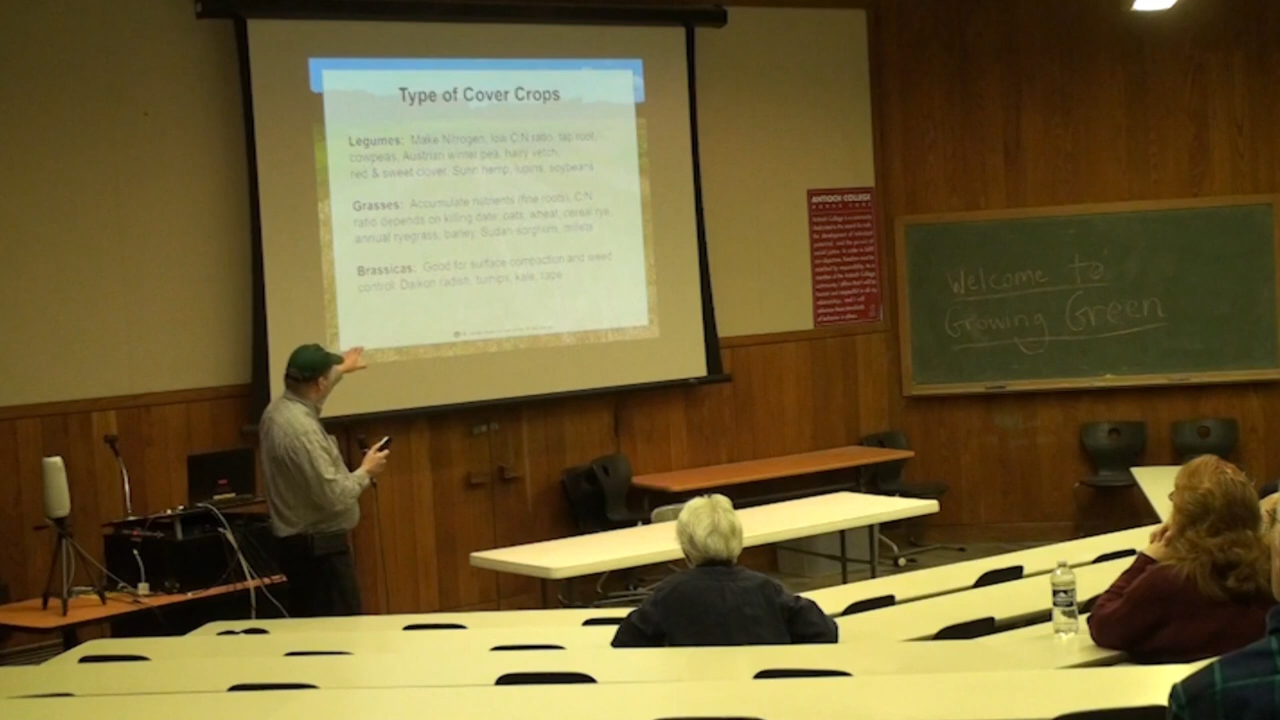 Type of Cover Crops
Legumes: Make Nitrogen, low C:N ratio, tap root,
cowpeas, Austrian winter pea, hairy vetch,
red & sweet clover, Sunn hemp, lupins, soybeans
Grasses: Accumulate nutrients (fine roots), C:N
ratio depends on killing date, oats, wheat, cereal rye,
annual ryegrass, barley, Sudan-sorghum, millets
Brassicas: Good for surface compaction and weed
control. Daikon radish, turnips, kale, rape
ANTIOCH COLLEGE
Welcome to
Growing Green